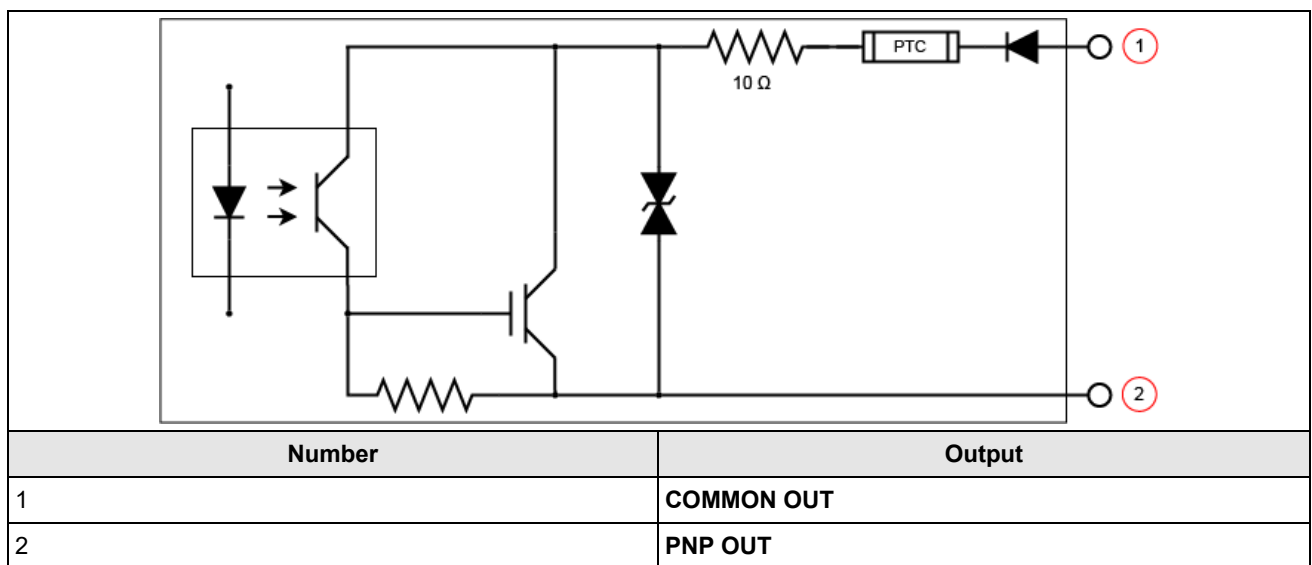 PTC
1
10 Ω
2
Number Output
1 COMMON OUT
2 PNP OUT